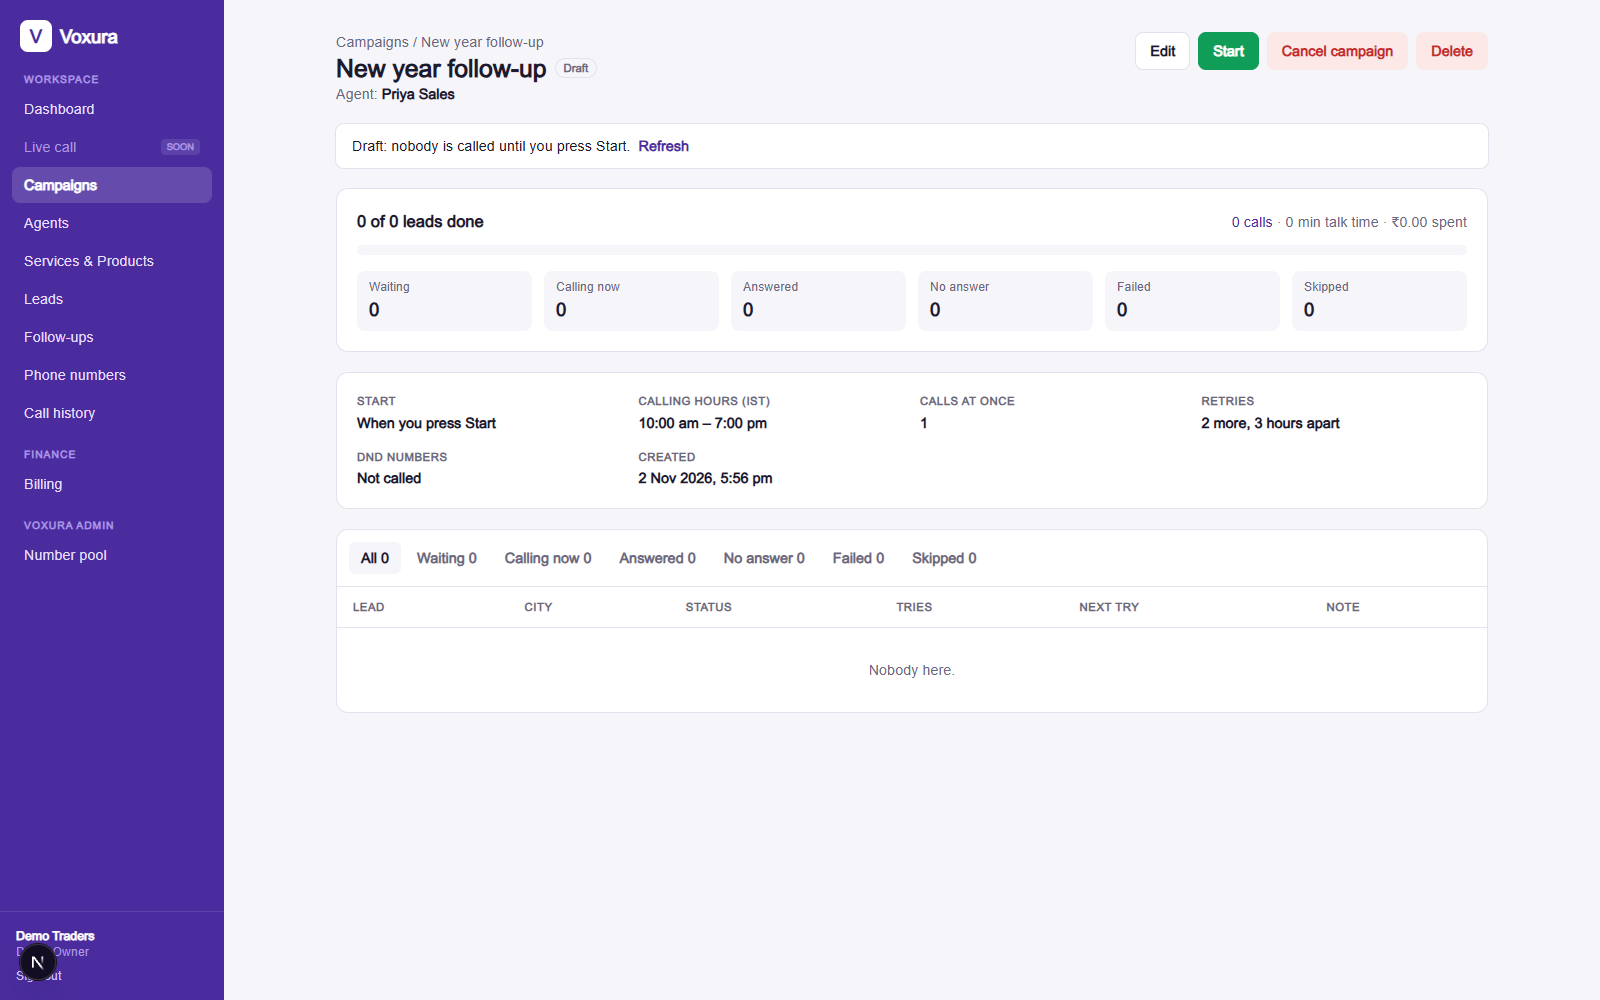 V Voxura
WORKSPACE
Dashboard
Live call SOON
Campaigns
Agents
Services & Products
Leads
Follow-ups
Phone numbers
Call history
FINANCE
Billing
VOXURA ADMIN
Number pool
Demo Traders
Owner
N
Campaigns / New year follow-up
New year follow-up Draft
Agent: Priya Sales
Edit Start Cancel campaign Delete
Draft: nobody is called until you press Start. Refresh
0 of 0 leads done
0 calls · 0 min talk time · ₹0.00 spent
Waiting Calling now Answered No answer Failed Skipped
0 0 0 0 0 0
START CALLING HOURS (IST) CALLS AT ONCE RETRIES
When you press Start 10:00 am – 7:00 pm 1 2 more, 3 hours apart
DND NUMBERS CREATED
Not called 2 Nov 2026, 5:56 pm
All 0 Waiting 0 Calling now 0 Answered 0 No answer 0 Failed 0 Skipped 0
LEAD CITY STATUS TRIES NEXT TRY NOTE
Nobody here.